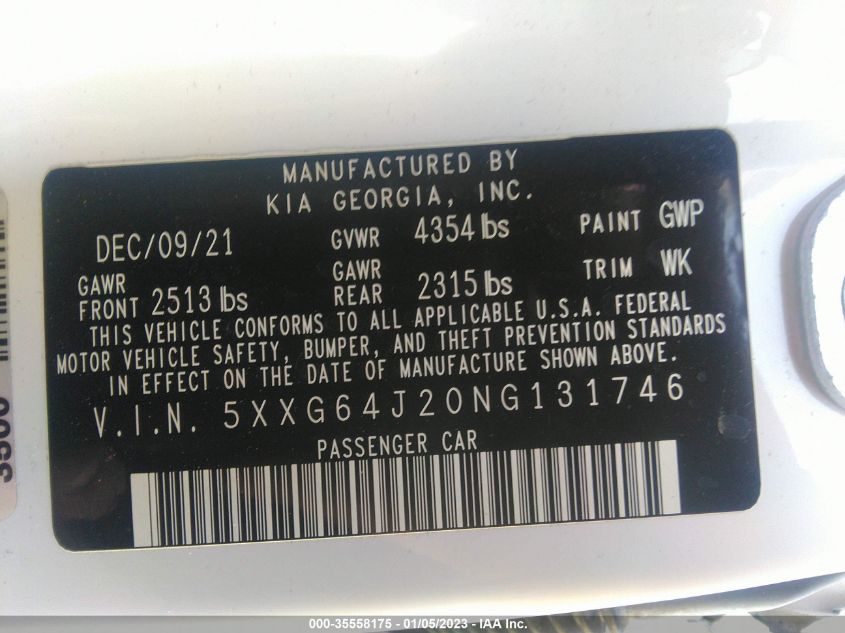 MANUFACTURED BY
KIA GEORGIA, INC.
DEC/09/21 GVWR 4354 lbs PAINT GWP
GAWR FRONT 2513 lbs GAWR REAR 2315 lbs TRIM WK
THIS VEHICLE CONFORMS TO ALL APPLICABLE U.S.A. FEDERAL
MOTOR VEHICLE SAFETY, BUMPER, AND THEFT PREVENTION STANDARDS
IN EFFECT ON THE DATE OF MANUFACTURE SHOWN ABOVE.
V.I.N. 5XXG64J20NG131746
PASSENGER CAR
000-35558175 - 01/05/2023 - IAA Inc.